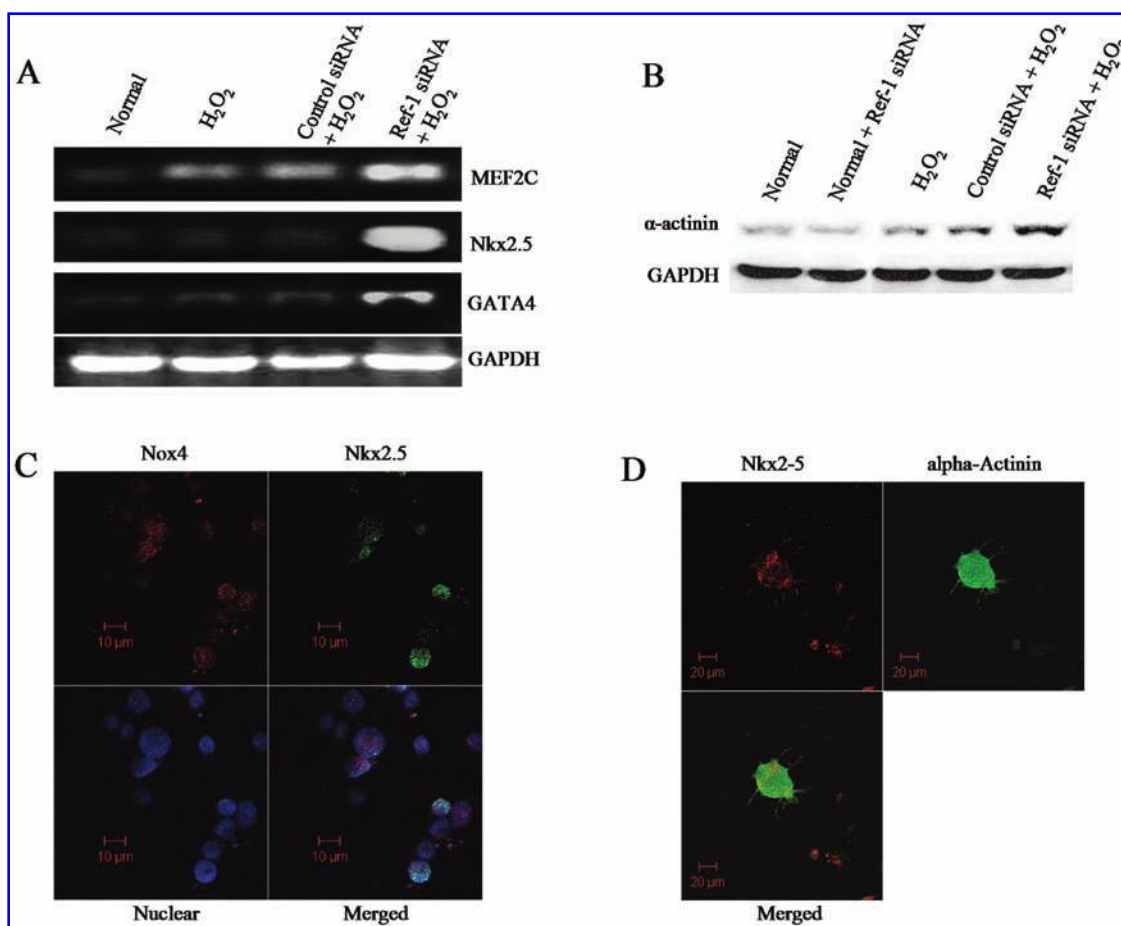 A
Normal
H₂O₂
Control siRNA
+ H₂O₂
Ref-1 siRNA
+ H₂O₂
MEF2C
Nkx2.5
GATA4
GAPDH
B
Normal
Normal + Ref-1 siRNA
H₂O₂
Control siRNA + H₂O₂
Ref-1 siRNA + H₂O₂
α-actinin
GAPDH
C
Nox4
Nkx2.5
10 μm
10 μm
10 μm
10 μm
Nuclear
Merged
D
Nkx2-5
alpha-Actinin
20 μm
20 μm
20 μm
Merged